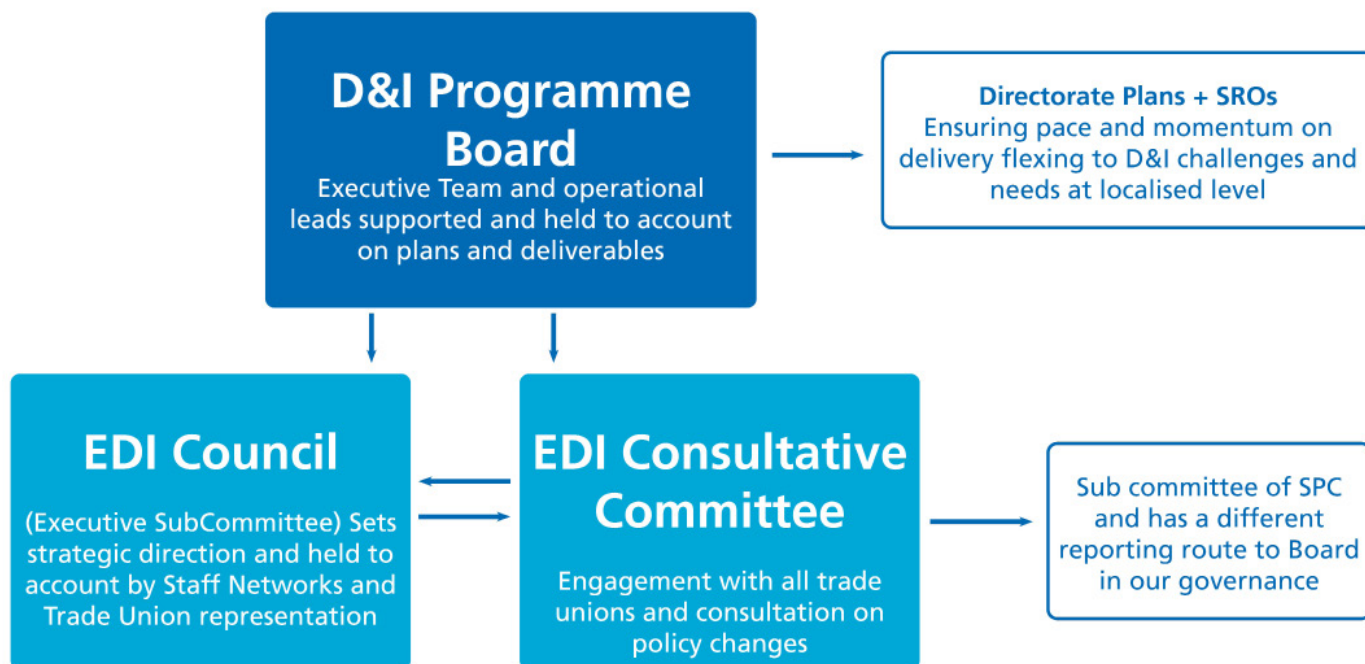 D&I Programme
Board
Executive Team and operational
leads supported and held to account
on plans and deliverables
Directorate Plans + SROs
Ensuring pace and momentum on
delivery flexing to D&I challenges and
needs at localised level
EDI Council
(Executive SubCommittee) Sets
strategic direction and held to
account by Staff Networks and
Trade Union representation
EDI Consultative
Committee
Engagement with all trade
unions and consultation on
policy changes
Sub committee of SPC
and has a different
reporting route to Board
in our governance